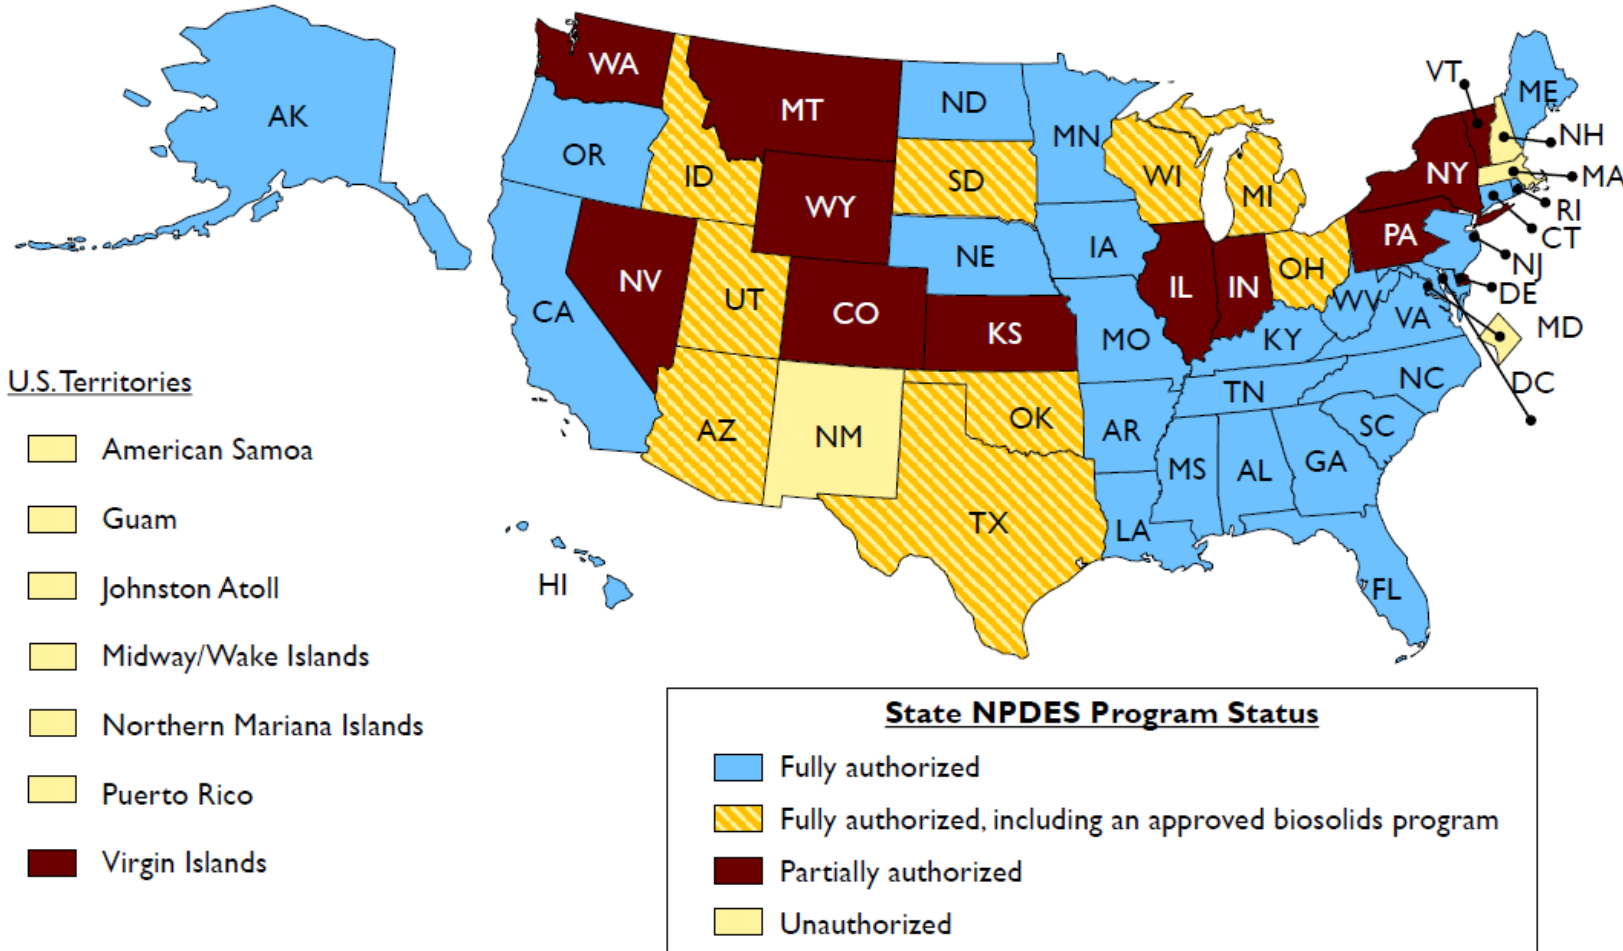 AK
WA
MT
ND
MN
VT
ME
NH
OR
ID
WY
SD
WI
MI
NY
MA
RI
CT
NJ
PA
NV
UT
CO
NE
IA
IL
IN
OH
DE
CA
KS
MO
KY
WV
VA
MD
DC
AZ
NM
OK
AR
TN
NC
SC
TX
LA
MS
AL
GA
FL
HI
U.S. Territories
American Samoa
Guam
Johnston Atoll
Midway/Wake Islands
Northern Mariana Islands
Puerto Rico
Virgin Islands
State NPDES Program Status
Fully authorized
Fully authorized, including an approved biosolids program
Partially authorized
Unauthorized